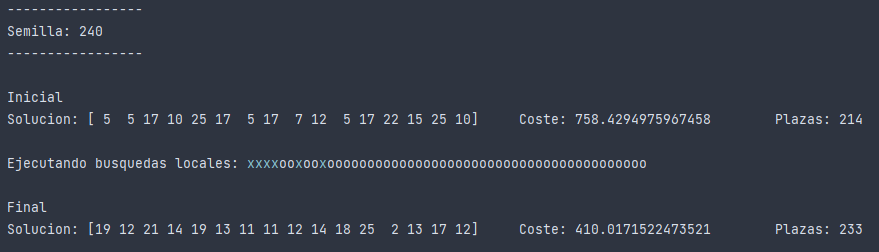 -----------------
Semilla: 240
-----------------
Inicial
Solucion: [ 5  5 17 10 25 17  5 17  7 12  5 17 22 15 25 10]     Coste: 758.4294975967458        Plazas: 214
Ejecutando busquedas locales: xxxxooxooxoooooooooooooooooooooooooooooooooooooooo
Final
Solucion: [19 12 21 14 19 13 11 11 12 14 18 25  2 13 17 12]     Coste: 410.0171522473521        Plazas: 233